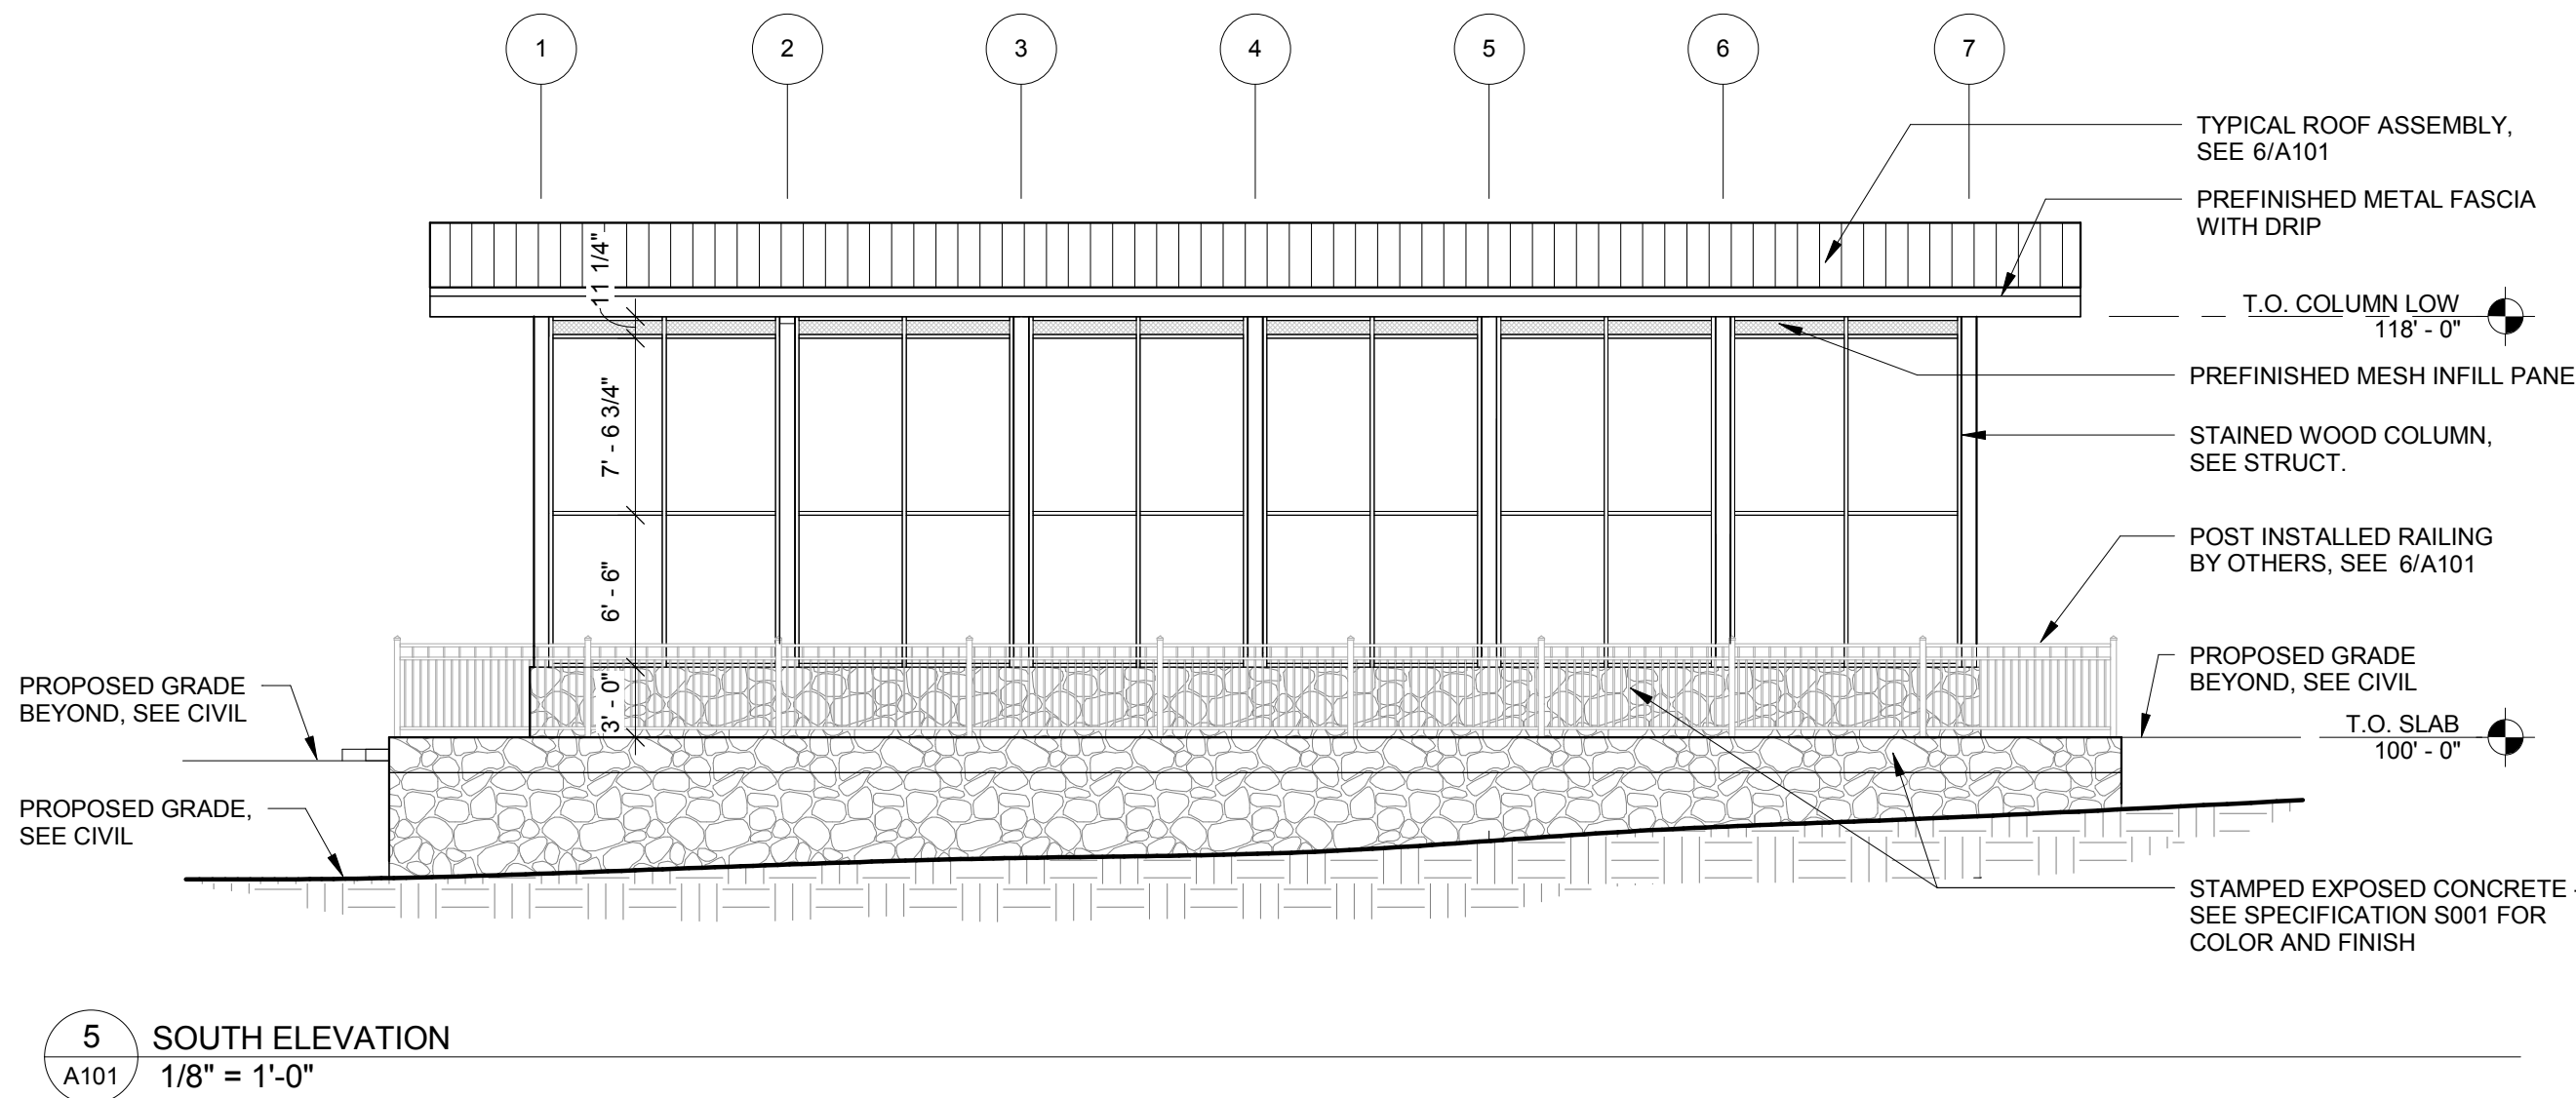 1 2 3 4 5 6 7
TYPICAL ROOF ASSEMBLY,
SEE 6/A101
PREFINISHED METAL FASCIA
WITH DRIP
T.O. COLUMN LOW
118' - 0"
PREFINISHED MESH INFILL PANE
STAINED WOOD COLUMN,
SEE STRUCT.
POST INSTALLED RAILING
BY OTHERS, SEE 6/A101
PROPOSED GRADE
BEYOND, SEE CIVIL
T.O. SLAB
100' - 0"
STAMPED EXPOSED CONCRETE -
SEE SPECIFICATION S001 FOR
COLOR AND FINISH
11 1/4"
7' - 6 3/4"
6' - 6"
3' - 0"
PROPOSED GRADE
BEYOND, SEE CIVIL
PROPOSED GRADE,
SEE CIVIL
5
A101
SOUTH ELEVATION
1/8" = 1'-0"